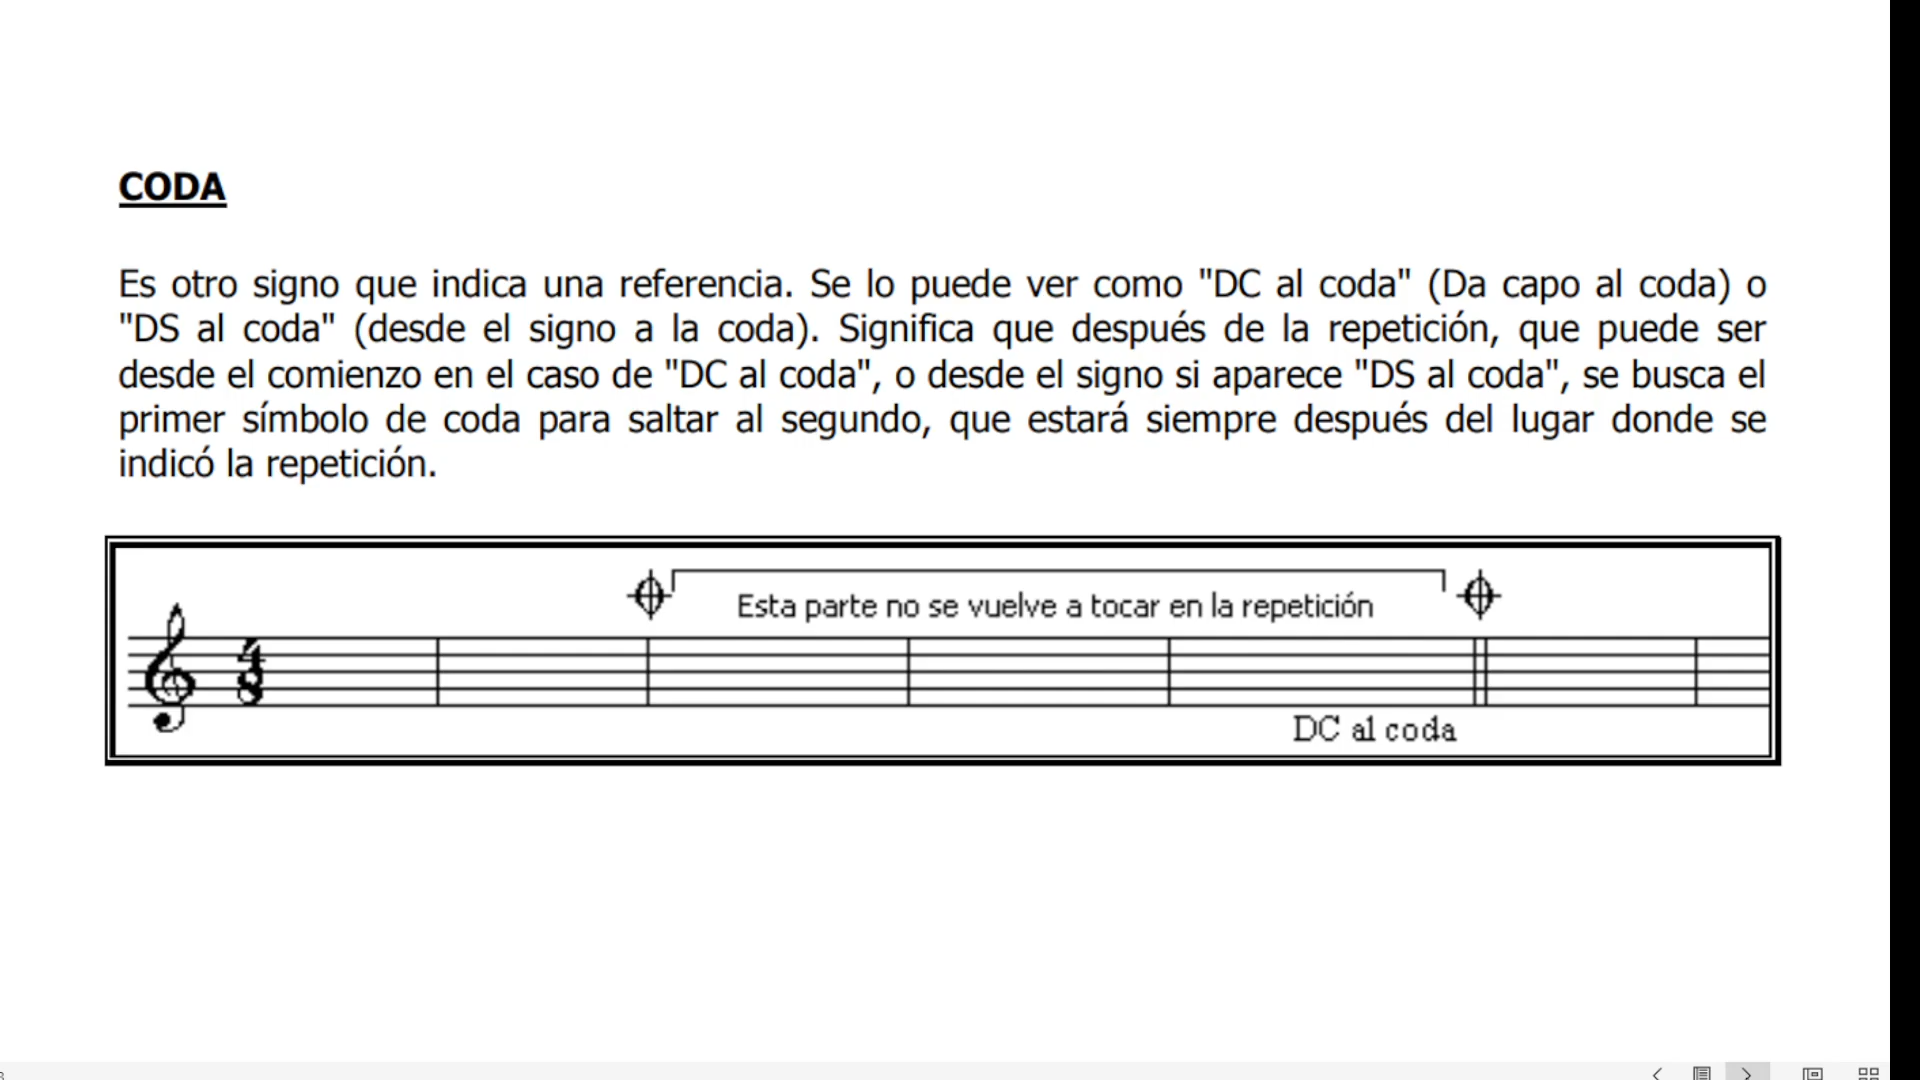 CODA
Es otro signo que indica una referencia. Se lo puede ver como "DC al coda" (Da capo al coda) o
"DS al coda" (desde el signo a la coda). Significa que después de la repetición, que puede ser
desde el comienzo en el caso de "DC al coda", o desde el signo si aparece "DS al coda", se busca el
primer símbolo de coda para saltar al segundo, que estará siempre después del lugar donde se
indicó la repetición.
Esta parte no se vuelve a tocar en la repetición
DC al coda